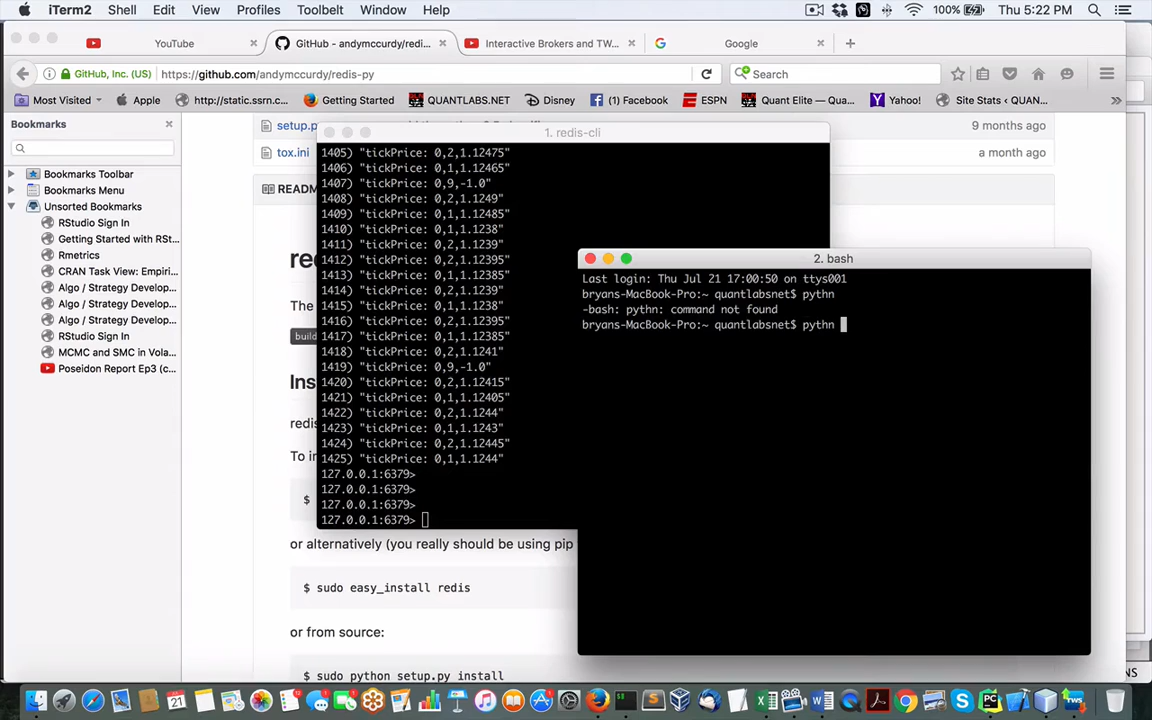 iTerm2 Shell Edit View Profiles Toolbelt Window Help 100% Thu 5:22 PM
YouTube × GitHub - andymccurdy/redi... × Interactive Brokers and TW... × Google × +
GitHub, Inc. (US) https://github.com/andymccurdy/redis-py Search
Most Visited Apple http://static.ssrn.c... Getting Started QUANTLABS.NET Disney (1) Facebook ESPN Quant Elite — Qua... Yahoo! Site Stats ‹ QUAN... »
Bookmarks ×
Bookmarks Toolbar
Bookmarks Menu
Unsorted Bookmarks
RStudio Sign In
Getting Started with RSt...
Rmetrics
CRAN Task View: Empiri...
Algo / Strategy Develop...
Algo / Strategy Develop...
Algo / Strategy Develop...
RStudio Sign In
MCMC and SMC in Vola...
Poseidon Report Ep3 (c...
setup.p
9 months ago
tox.ini
a month ago
README
re
The
build
Ins
redis
To in
$
or alternatively (you really should be using pip
$ sudo easy_install redis
or from source:
$ sudo python setup.py install
1. redis-cli
1405) "tickPrice: 0,2,1.12475"
1406) "tickPrice: 0,1,1.12465"
1407) "tickPrice: 0,9,-1.0"
1408) "tickPrice: 0,2,1.1249"
1409) "tickPrice: 0,1,1.12485"
1410) "tickPrice: 0,1,1.1238"
1411) "tickPrice: 0,2,1.1239"
1412) "tickPrice: 0,2,1.12395"
1413) "tickPrice: 0,1,1.12385"
1414) "tickPrice: 0,2,1.1239"
1415) "tickPrice: 0,1,1.1238"
1416) "tickPrice: 0,2,1.12395"
1417) "tickPrice: 0,1,1.12385"
1418) "tickPrice: 0,2,1.1241"
1419) "tickPrice: 0,9,-1.0"
1420) "tickPrice: 0,2,1.12415"
1421) "tickPrice: 0,1,1.12405"
1422) "tickPrice: 0,2,1.1244"
1423) "tickPrice: 0,1,1.1243"
1424) "tickPrice: 0,2,1.12445"
1425) "tickPrice: 0,1,1.1244"
127.0.0.1:6379>
127.0.0.1:6379>
127.0.0.1:6379>
127.0.0.1:6379>
2. bash
Last login: Thu Jul 21 17:00:50 on ttys001
bryans-MacBook-Pro:~ quantlabsnet$ pythn
-bash: pythn: command not found
bryans-MacBook-Pro:~ quantlabsnet$ pythn
NS